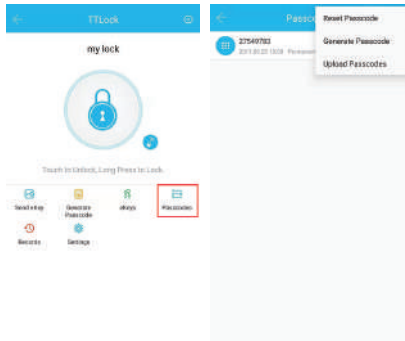 TTLock
my lock
Touch to Unlock, Long Press to Lock
Send eKey
Generate Passcode
eKeys
Passcodes
Records
Settings
Reset Passcode
Generate Passcode
Upload Passcodes
27549783